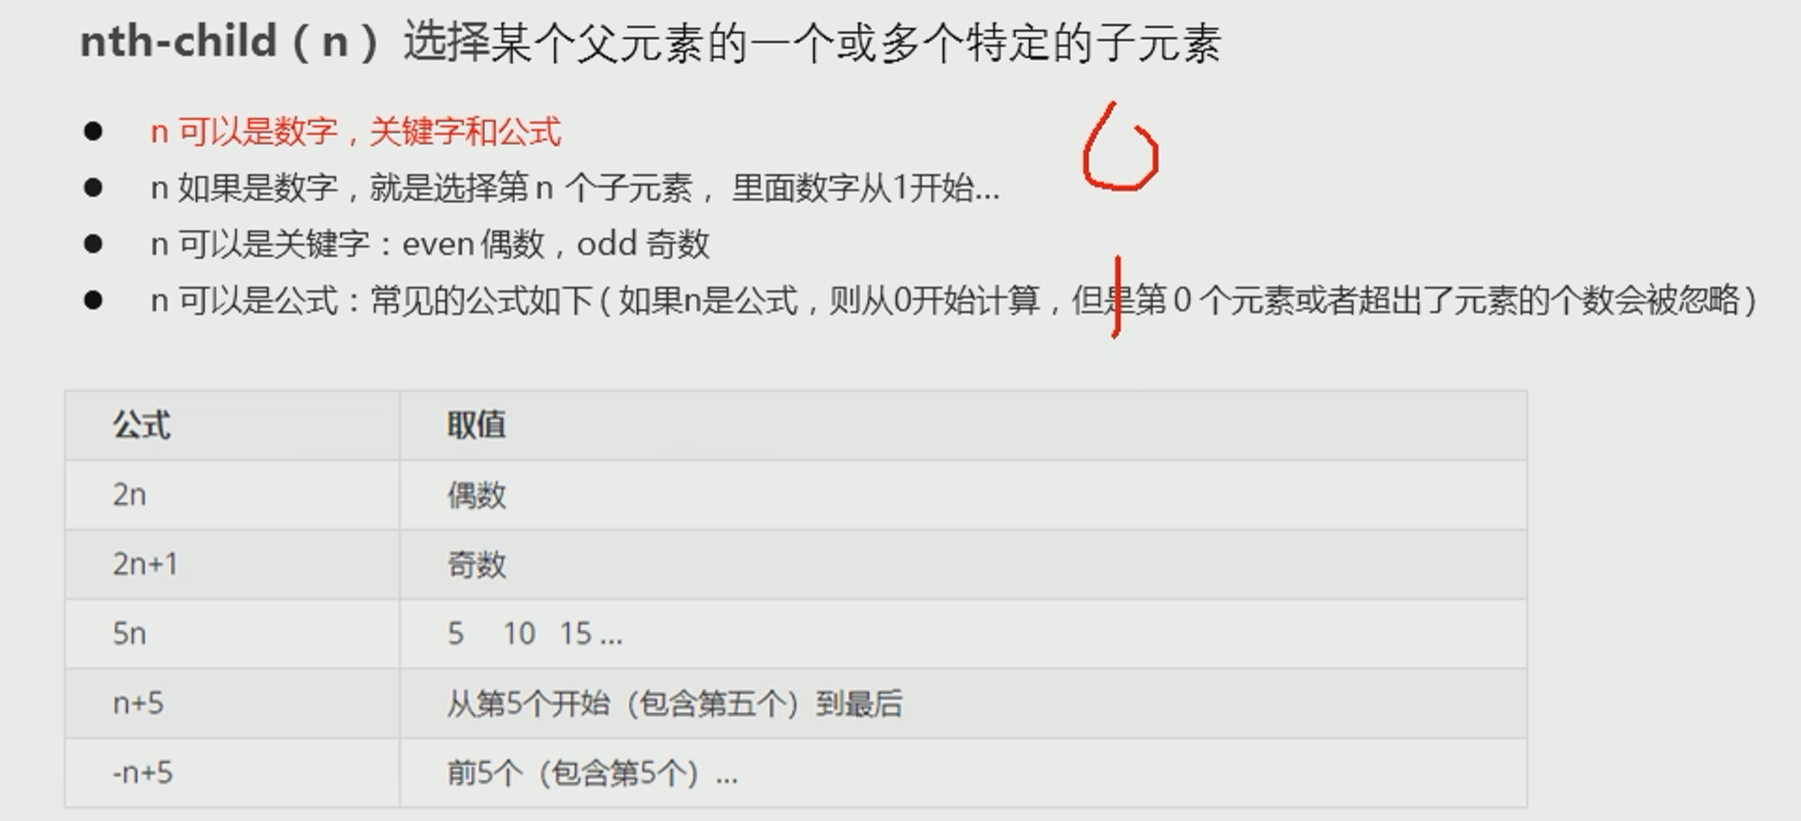 nth-child（n）选择某个父元素的一个或多个特定的子元素
● n 可以是数字，关键字和公式
● n 如果是数字，就是选择第 n 个子元素， 里面数字从1开始...
● n 可以是关键字：even 偶数，odd 奇数
● n 可以是公式：常见的公式如下（如果n是公式，则从0开始计算，但是第 0 个元素或者超出了元素的个数会被忽略）
0
1
公式 取值
2n 偶数
2n+1 奇数
5n 5 10 15 ...
n+5 从第5个开始（包含第五个）到最后
-n+5 前5个（包含第5个）...